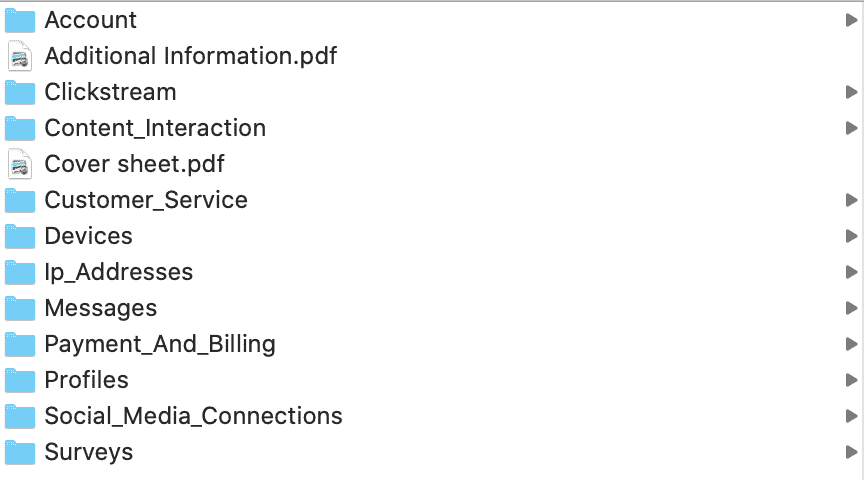 Account
Additional Information.pdf
Clickstream
Content_Interaction
Cover sheet.pdf
Customer_Service
Devices
Ip_Addresses
Messages
Payment_And_Billing
Profiles
Social_Media_Connections
Surveys